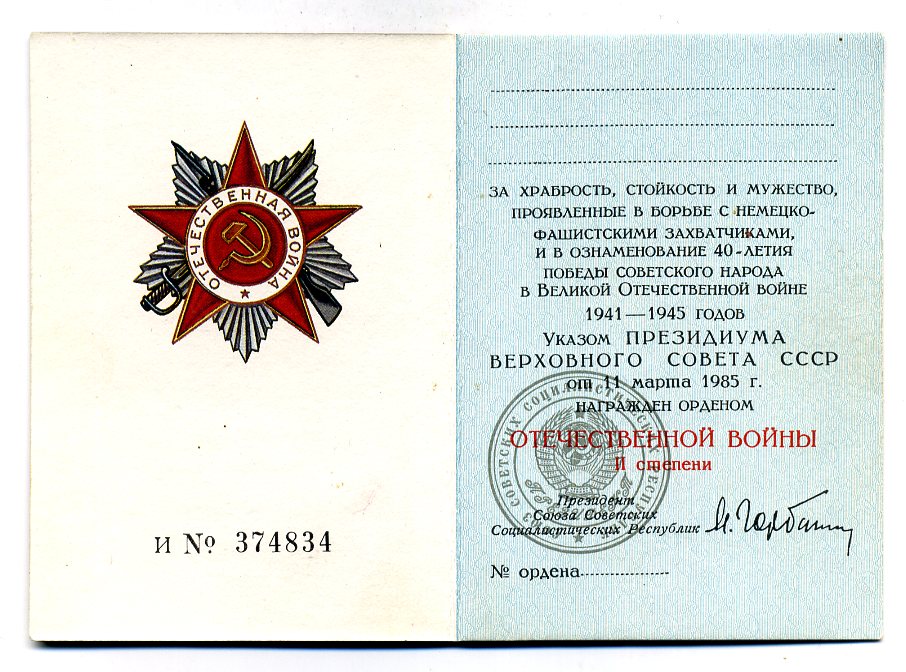 ОТЕЧЕСТВЕННАЯ ВОЙНА
И № 374834
ЗА ХРАБРОСТЬ, СТОЙКОСТЬ И МУЖЕСТВО,
ПРОЯВЛЕННЫЕ В БОРЬБЕ С НЕМЕЦКО-
ФАШИСТСКИМИ ЗАХВАТЧИКАМИ,
И В ОЗНАМЕНОВАНИЕ 40-ЛЕТИЯ
ПОБЕДЫ СОВЕТСКОГО НАРОДА
В ВЕЛИКОЙ ОТЕЧЕСТВЕННОЙ ВОЙНЕ
1941—1945 ГОДОВ
УКАЗОМ ПРЕЗИДИУМА
ВЕРХОВНОГО СОВЕТА СССР
от 11 марта 1985 г.
НАГРАЖДЕН ОРДЕНОМ
ОТЕЧЕСТВЕННОЙ ВОЙНЫ
II степени
Президент
Союза Советских
Социалистических Республик
М. Горбачев
№ ордена